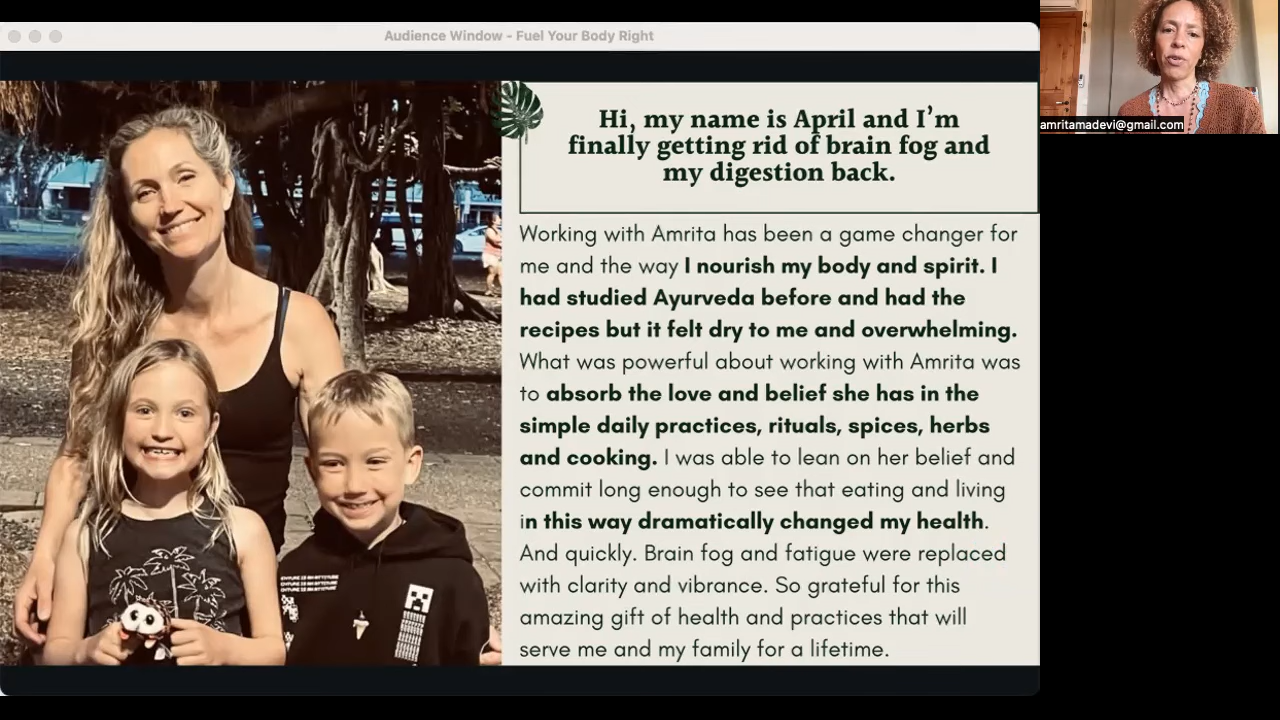 Audience Window - Fuel Your Body Right
amritamadevi@gmail.com
Hi, my name is April and I'm
finally getting rid of brain fog and
my digestion back.
Working with Amrita has been a game changer for
me and the way I nourish my body and spirit. I
had studied Ayurveda before and had the
recipes but it felt dry to me and overwhelming.
What was powerful about working with Amrita was
to absorb the love and belief she has in the
simple daily practices, rituals, spices, herbs
and cooking. I was able to lean on her belief and
commit long enough to see that eating and living
in this way dramatically changed my health.
And quickly. Brain fog and fatigue were replaced
with clarity and vibrance. So grateful for this
amazing gift of health and practices that will
serve me and my family for a lifetime.